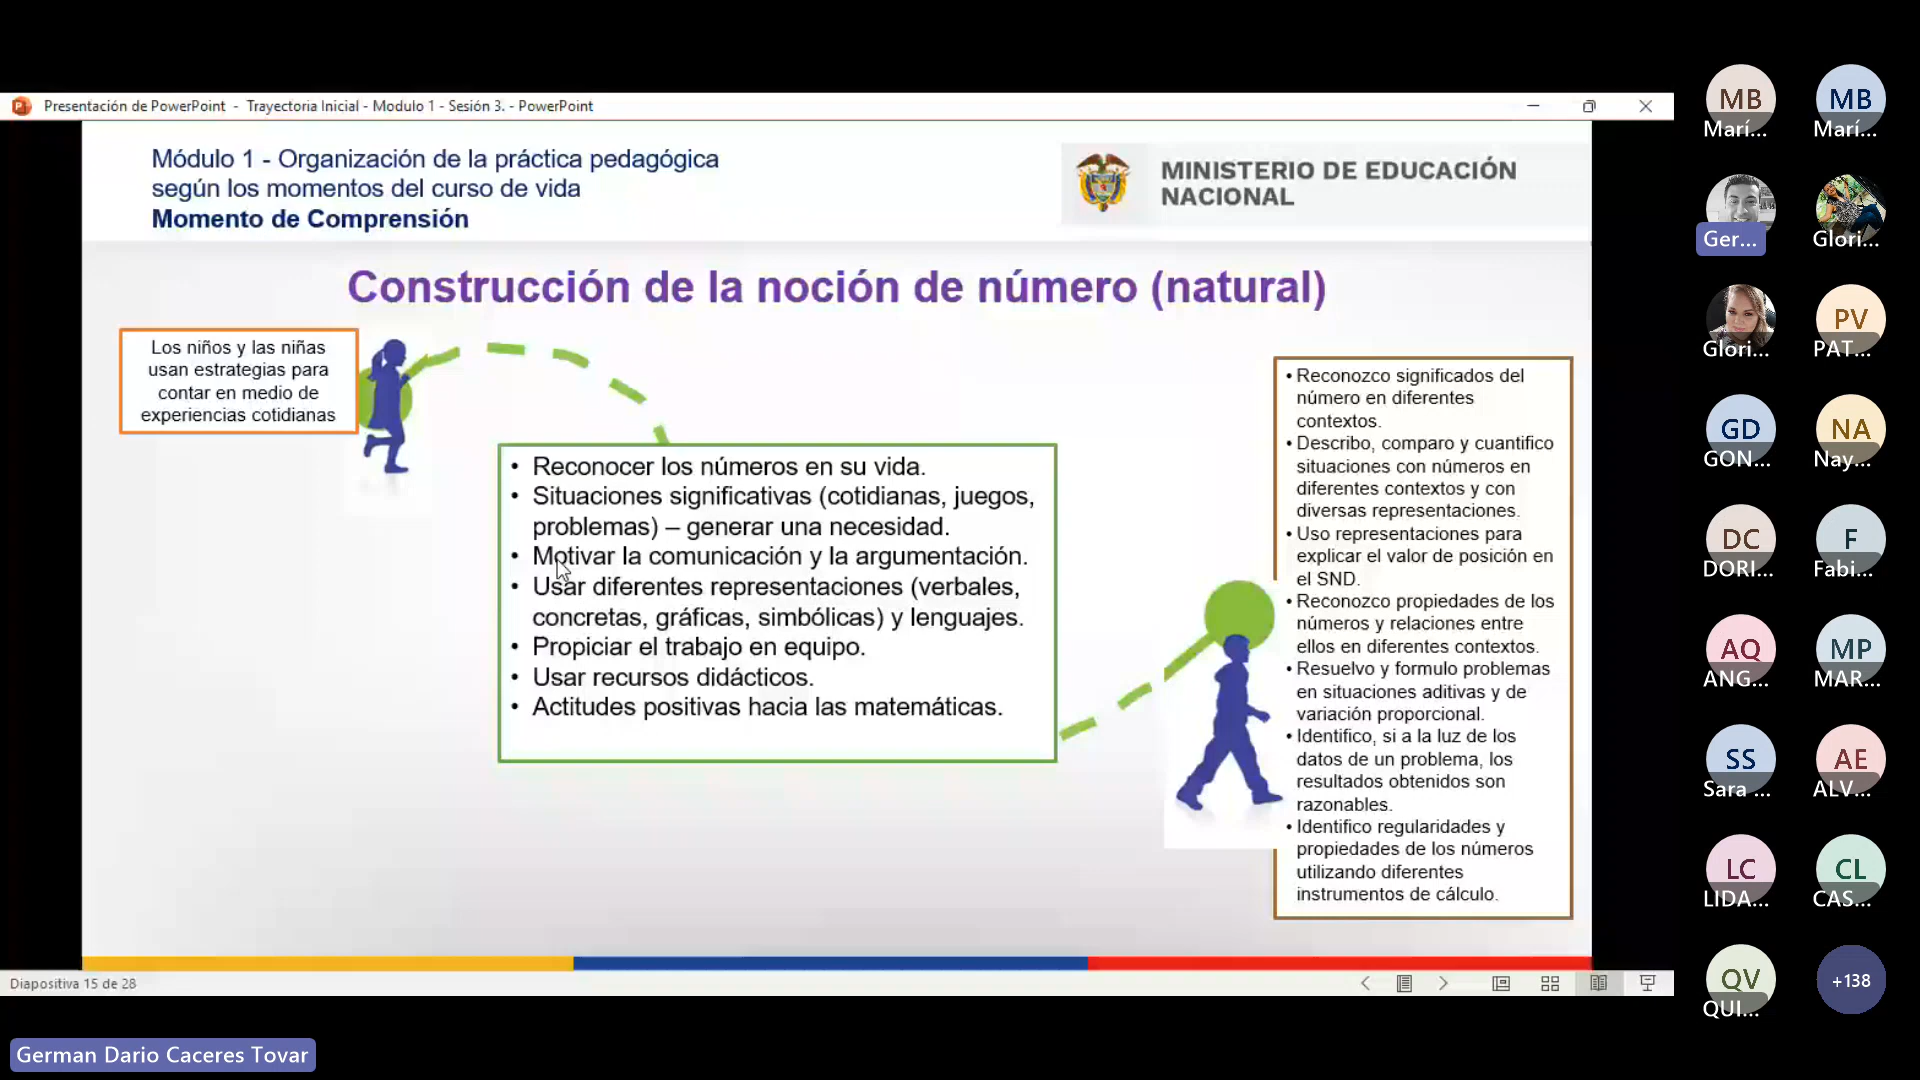 Presentación de PowerPoint - Trayectoria Inicial - Modulo 1 - Sesión 3. - PowerPoint
Módulo 1 - Organización de la práctica pedagógica
según los momentos del curso de vida
Momento de Comprensión
MINISTERIO DE EDUCACIÓN
NACIONAL
Construcción de la noción de número (natural)
Los niños y las niñas
usan estrategias para
contar en medio de
experiencias cotidianas
• Reconocer los números en su vida.
• Situaciones significativas (cotidianas, juegos,
problemas) – generar una necesidad.
• Motivar la comunicación y la argumentación.
• Usar diferentes representaciones (verbales,
concretas, gráficas, simbólicas) y lenguajes.
• Propiciar el trabajo en equipo.
• Usar recursos didácticos.
• Actitudes positivas hacia las matemáticas.
• Reconozco significados del
número en diferentes
contextos.
• Describo, comparo y cuantifico
situaciones con números en
diferentes contextos y con
diversas representaciones.
• Uso representaciones para
explicar el valor de posición en
el SND.
• Reconozco propiedades de los
números y relaciones entre
ellos en diferentes contextos.
• Resuelvo y formulo problemas
en situaciones aditivas y de
variación proporcional.
• Identifico, si a la luz de los
datos de un problema, los
resultados obtenidos son
razonables.
• Identifico regularidades y
propiedades de los números
utilizando diferentes
instrumentos de cálculo.
Diapositiva 15 de 28
German Dario Caceres Tovar
MB MB
Marí... Marí...
Ger... Glori...
PV
Glori... PAT...
GD NA
GON... Nay...
DC F
DORI... Fabi...
AQ MP
ANG... MAR...
SS AE
Sara ... ALV...
LC CL
LIDA... CAS...
QV +138
QUI...